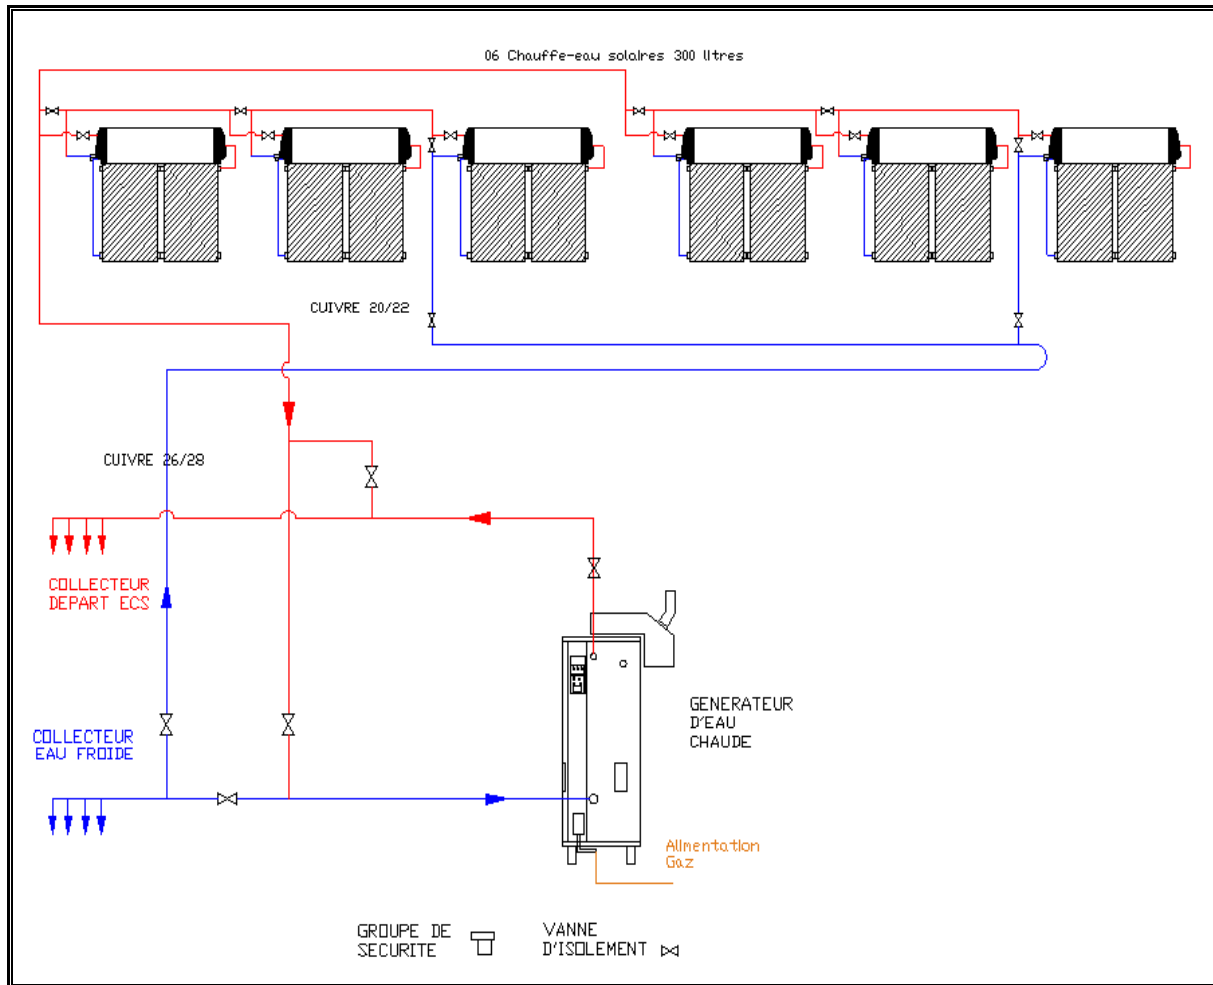 06 Chauffe-eau solaires 300 litres
CUIVRE 20/22
CUIVRE 26/28
COLLECTEUR
DEPART ECS
COLLECTEUR
EAU FROIDE
GENERATEUR
D'EAU
CHAUDE
Alimentation
Gaz
GROUPE DE
SECURITE
VANNE
D'ISOLEMENT